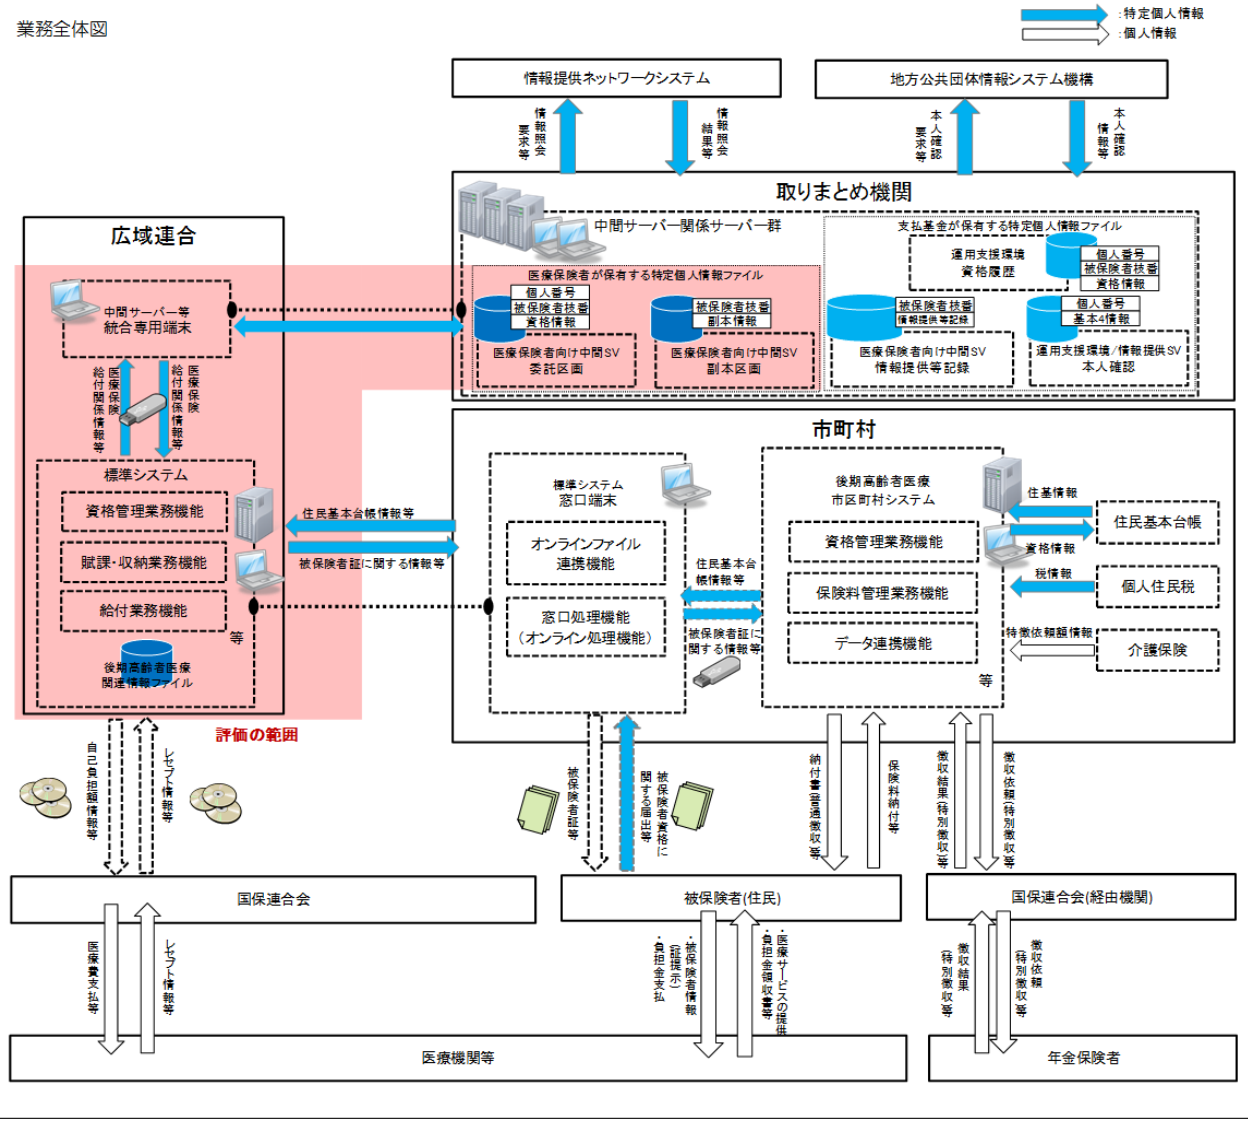 業務全体図
:特定個人情報
:個人情報
情報提供ネットワークシステム
地方公共団体情報システム機構
情報照会
要求等
情報照会
結果等
本人確認
要求等
本人確認
情報等
取りまとめ機関
中間サーバー関係サーバー群
医療保険者が保有する特定個人情報ファイル
個人番号
被保険者枝番
資格情報
医療保険者向け中間SV
委託区画
被保険者枝番
副本情報
医療保険者向け中間SV
副本区画
支払基金が保有する特定個人情報ファイル
運用支援環境
資格履歴
個人番号
被保険者枝番
資格情報
被保険者枝番
情報提供等記録
医療保険者向け中間SV
情報提供等記録
個人番号
基本4情報
運用支援環境/情報提供SV
本人確認
広域連合
中間サーバー等
統合専用端末
医療保険
給付関係情報等
医療保険
給付関係情報等
標準システム
資格管理業務機能
賦課・収納業務機能
給付業務機能
等
後期高齢者医療
関連情報ファイル
評価の範囲
住民基本台帳情報等
被保険者証に関する情報等
市町村
標準システム
窓口端末
オンラインファイル
連携機能
窓口処理機能
(オンライン処理機能)
住民基本台
帳情報等
被保険者証に
関する情報等
後期高齢者医療
市区町村システム
資格管理業務機能
保険料管理業務機能
データ連携機能
等
住基情報
資格情報
税情報
特徴依頼額情報
住民基本台帳
個人住民税
介護保険
自己負担額情報等
レセプト情報等
被保険者証等
被保険者資格に
関する届出等
納付書(普通徴収)等
保険料納付等
徴収結果(特別徴収)等
徴収依頼(特別徴収)等
国保連合会
被保険者(住民)
国保連合会(経由機関)
医療費支払等
レセプト情報等
・被保険者情報
(証提示)
・負担金支払
・医療サービスの提供
・負担金領収書等
徴収結果
(特別徴収)等
徴収依頼
(特別徴収)等
医療機関等
年金保険者